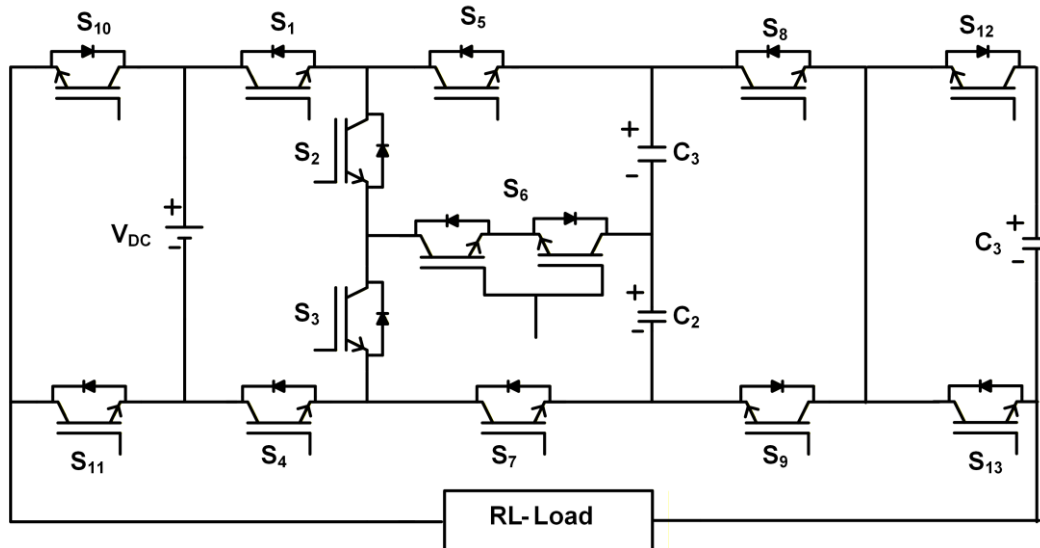 S10
S1
S5
S8
S12
S2
+
C3
-
S6
+
VDC
-
+
C3
-
S3
+
C2
-
S11
S4
S7
S9
S13
RL-Load